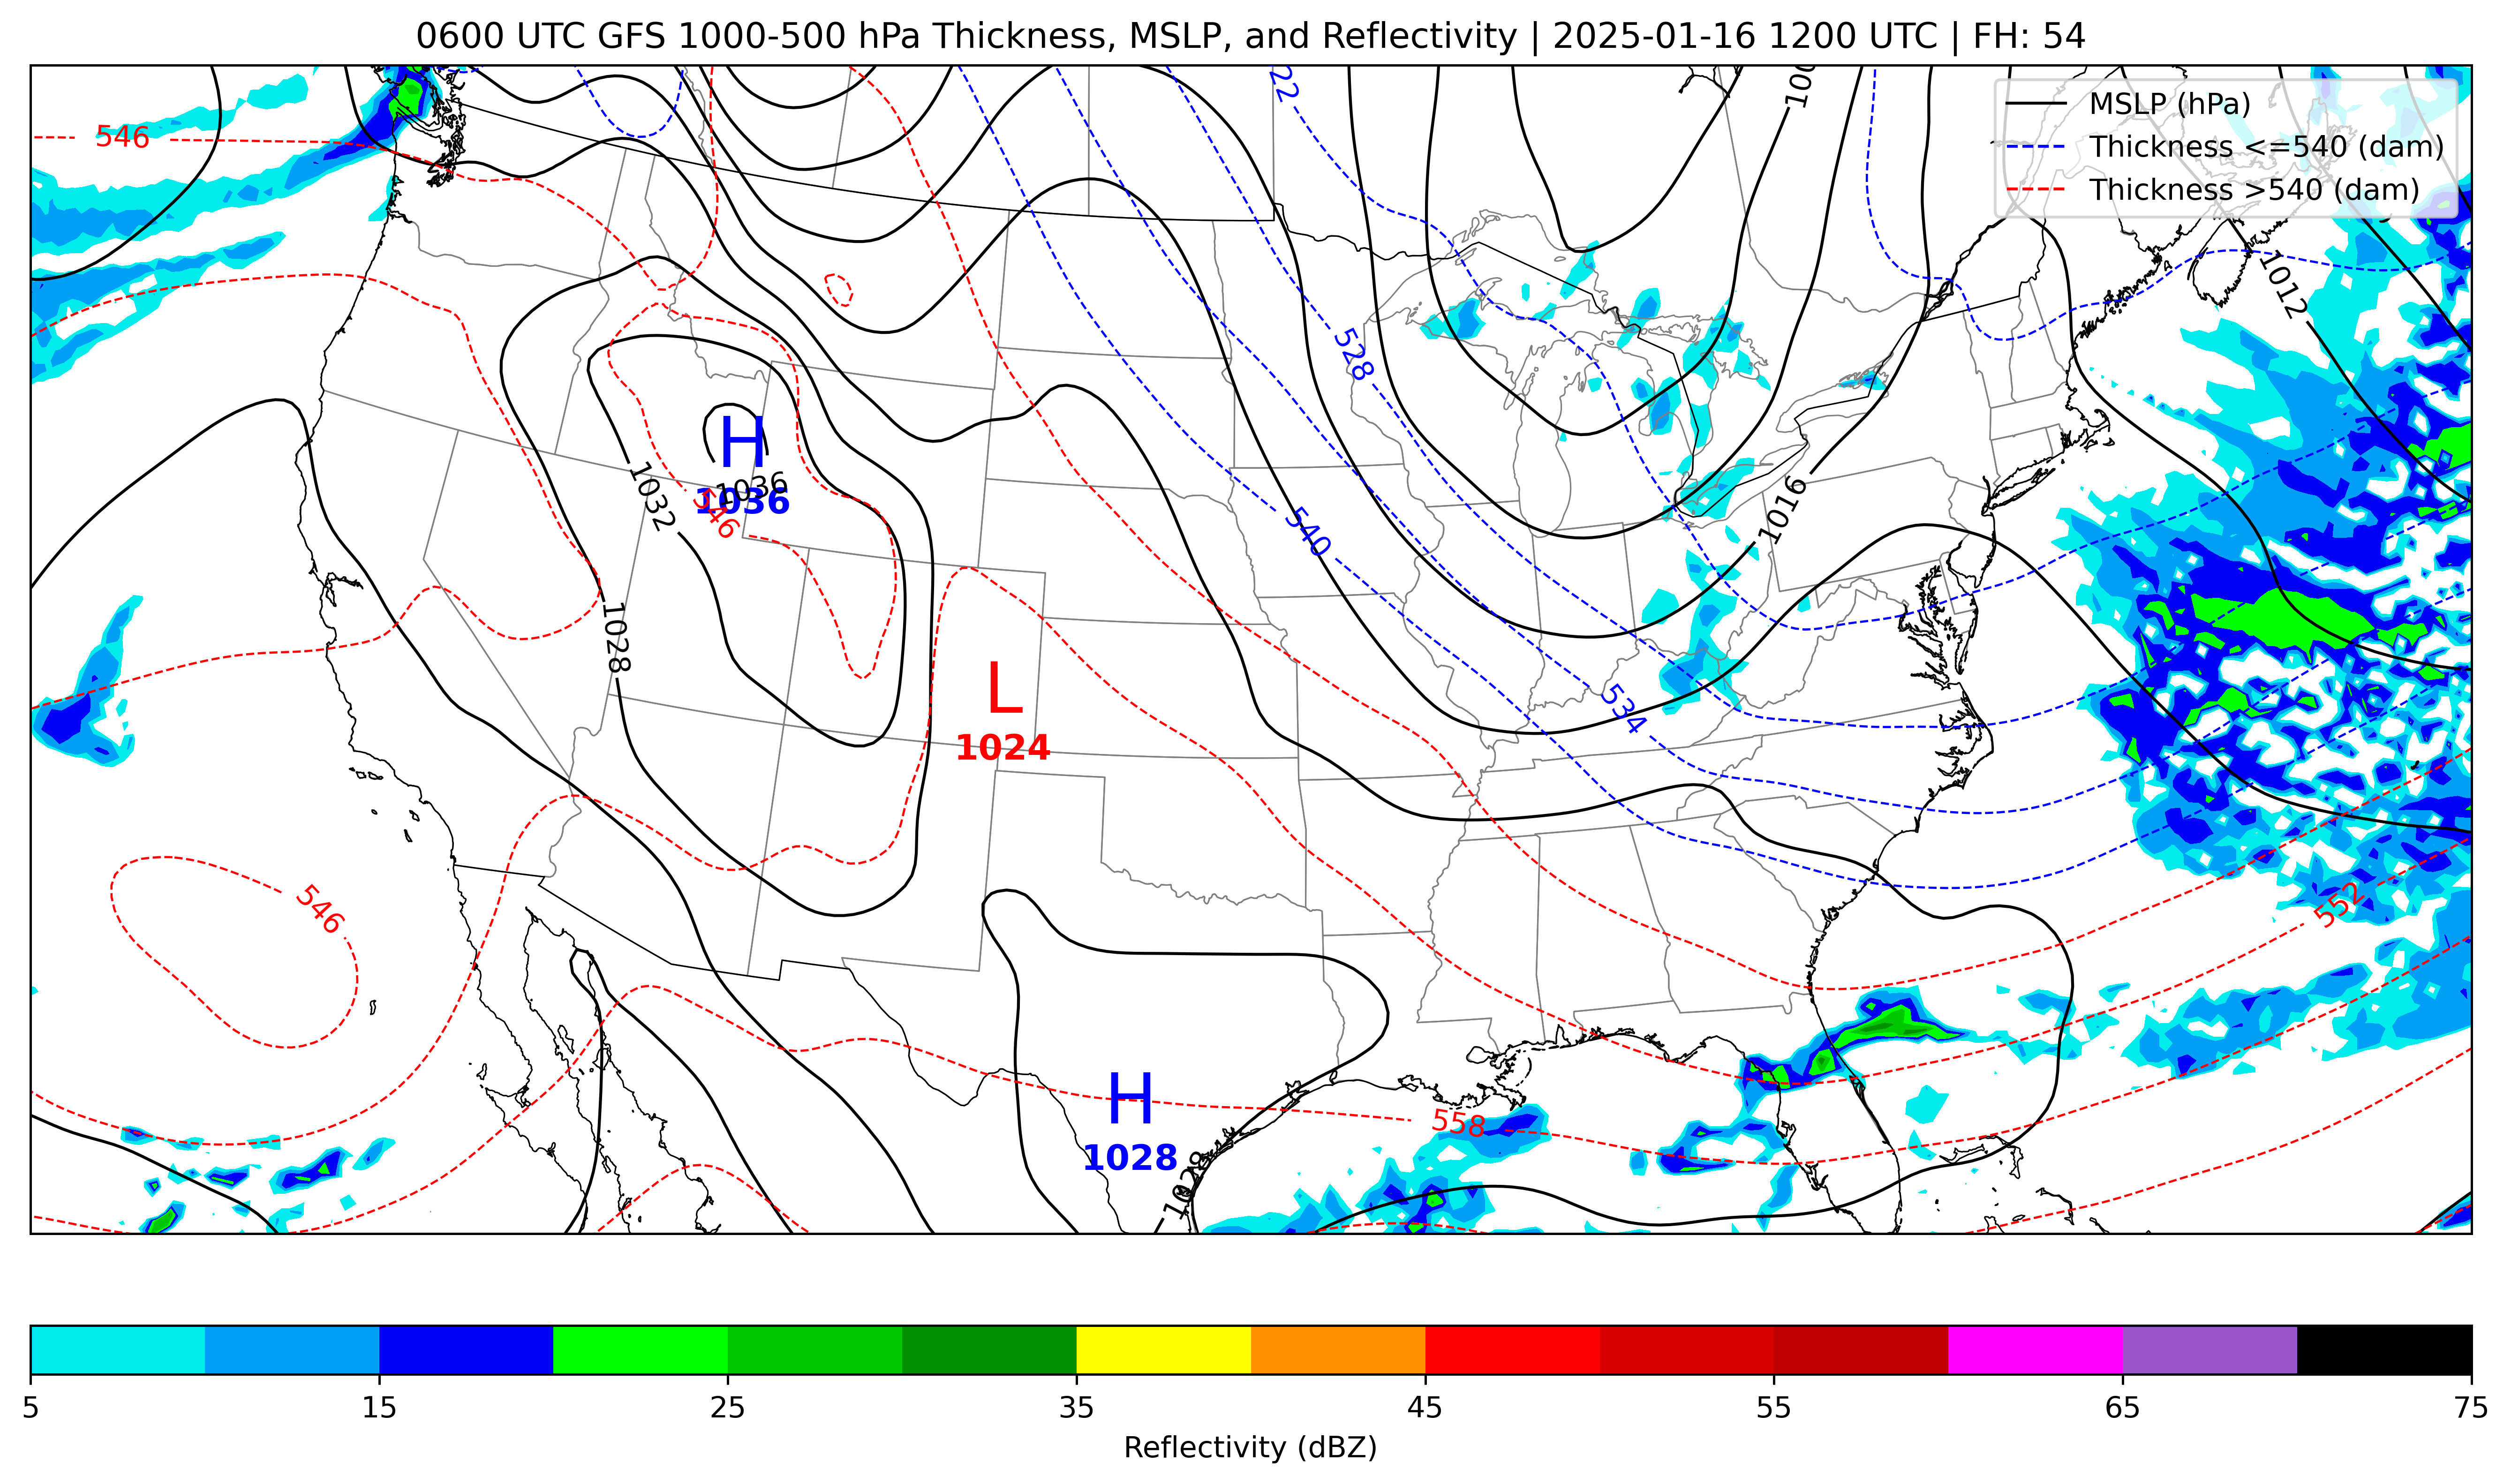 0600 UTC GFS 1000-500 hPa Thickness, MSLP, and Reflectivity | 2025-01-16 1200 UTC | FH: 54
MSLP (hPa)
Thickness <=540 (dam)
Thickness >540 (dam)
546
1012
528
H
1036
1036
546
1032
1016
540
1028
L
1024
534
546
552
558
H
1028
1028
5 15 25 35 45 55 65 75
Reflectivity (dBZ)